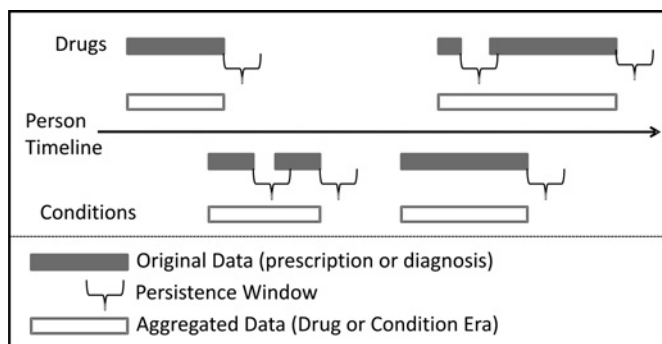 Drugs
Person
Timeline
Conditions
Original Data (prescription or diagnosis)
Persistence Window
Aggregated Data (Drug or Condition Era)